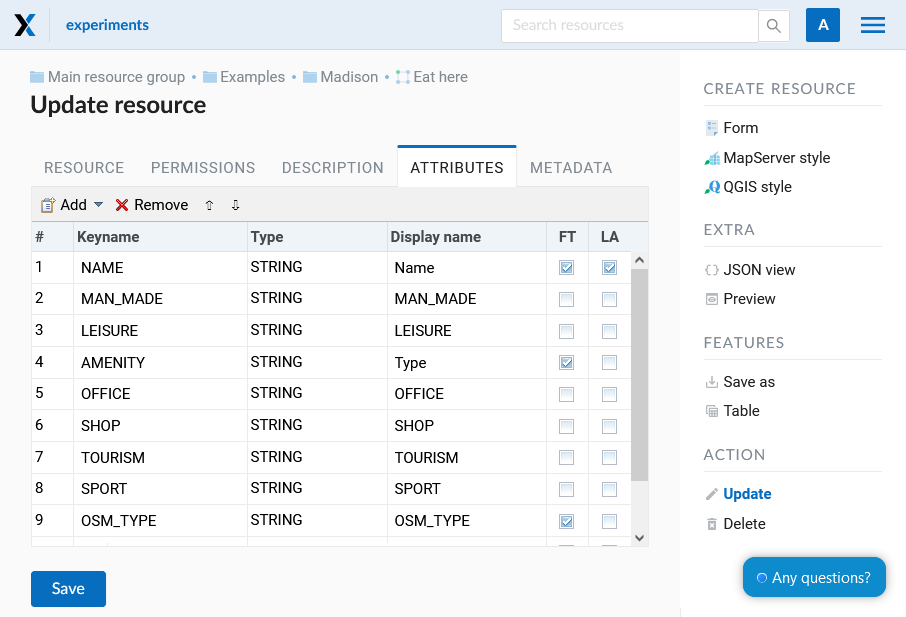 experiments
Search resources
A
Main resource group • Examples • Madison • Eat here
Update resource
RESOURCE PERMISSIONS DESCRIPTION ATTRIBUTES METADATA
Add Remove ⇧ ⇩
# Keyname Type Display name FT LA
1 NAME STRING Name
2 MAN_MADE STRING MAN_MADE
3 LEISURE STRING LEISURE
4 AMENITY STRING Type
5 OFFICE STRING OFFICE
6 SHOP STRING SHOP
7 TOURISM STRING TOURISM
8 SPORT STRING SPORT
9 OSM_TYPE STRING OSM_TYPE
Save
CREATE RESOURCE
Form
MapServer style
QGIS style
EXTRA
JSON view
Preview
FEATURES
Save as
Table
ACTION
Update
Delete
Any questions?